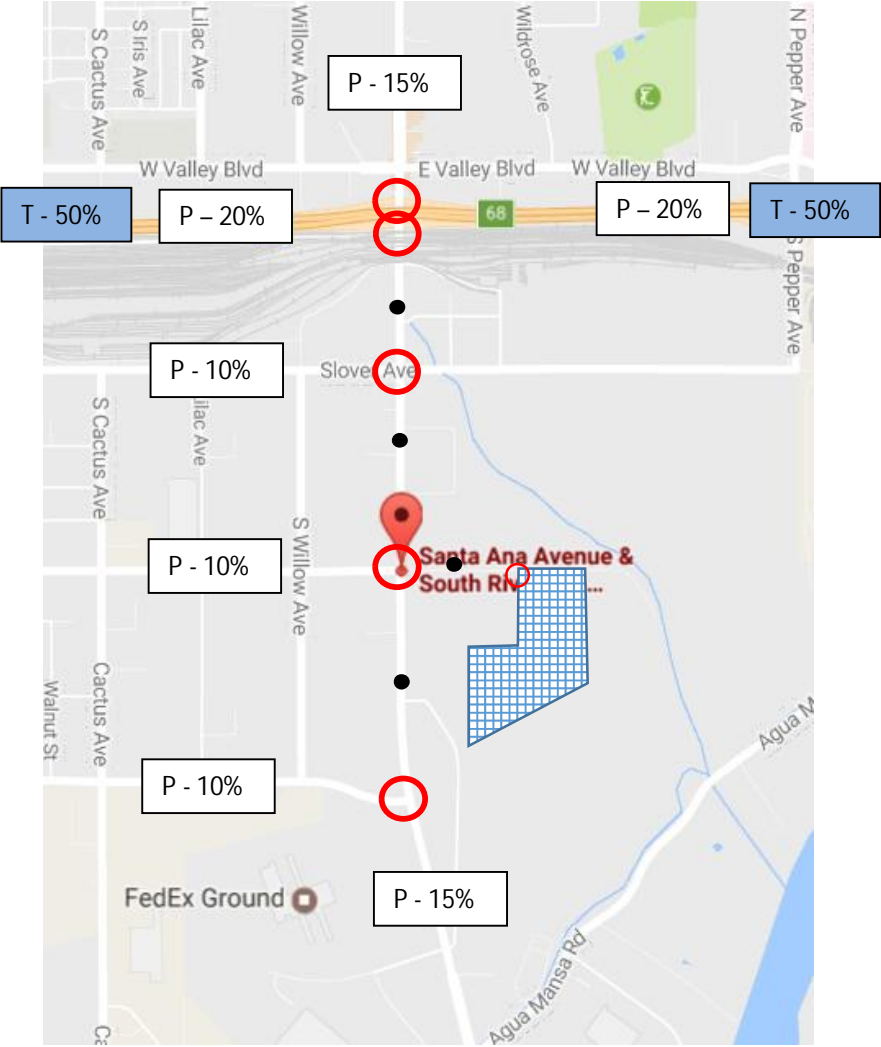 S Cactus Ave
S Iris Ave
Lilac Ave
Willow Ave
Wildrose Ave
N Pepper Ave
P - 15%
W Valley Blvd
E Valley Blvd
W Valley Blvd
T - 50%
P – 20%
68
P – 20%
T - 50%
S Pepper Ave
P - 10%
Slover Ave
S Cactus Ave
ilac Ave
S Willow Ave
P - 10%
Santa Ana Avenue &
South Riv ...
Cactus Ave
Walnut St
Agua M
P - 10%
FedEx Ground
P - 15%
Agua Mansa Rd
Ca